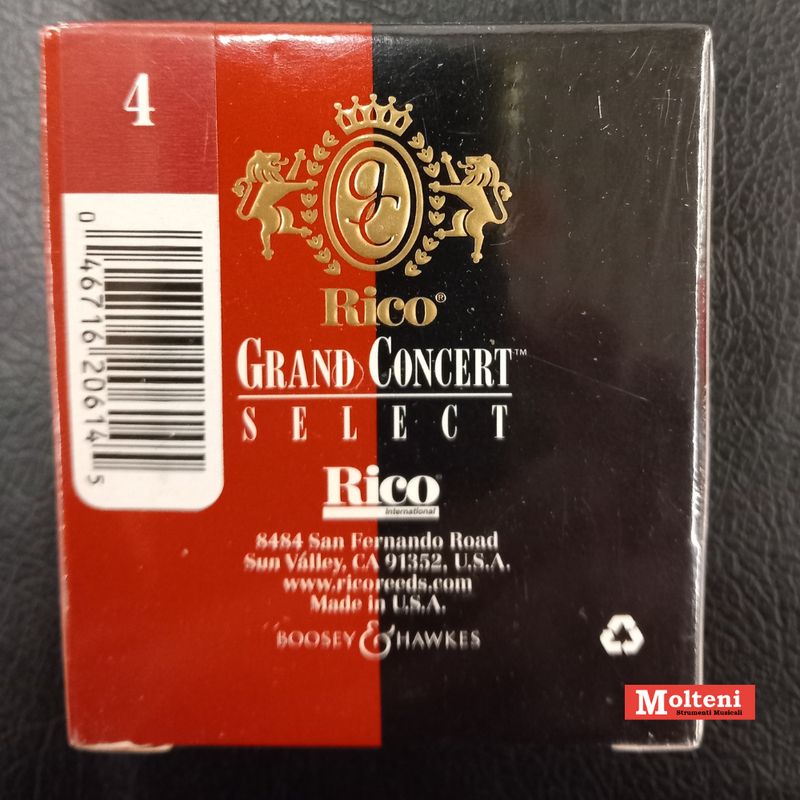 4
0 46716 20614 5
gc
Rico®
GRAND CONCERT™
SELECT
Rico®
International
8484 San Fernando Road
Sun Valley, CA 91352, U.S.A.
www.ricoreeds.com
Made in U.S.A.
BOOSEY & HAWKES
Molteni
Strumenti Musicali